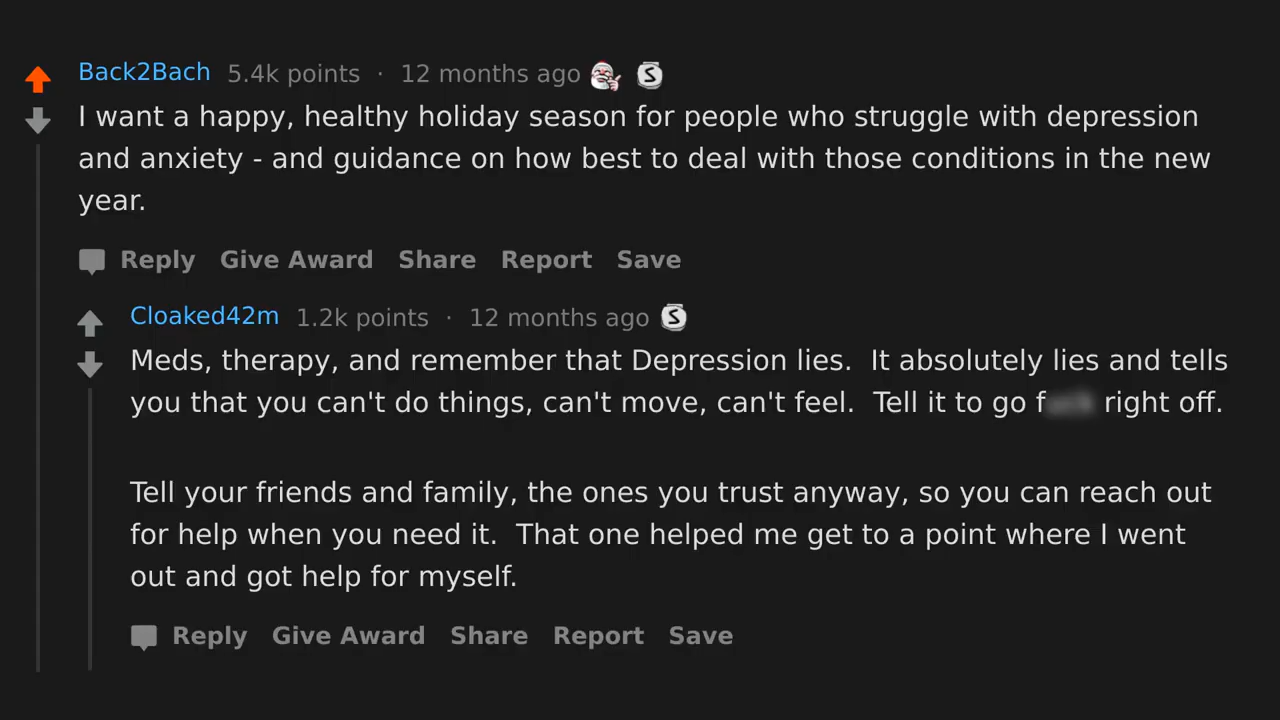 Back2Bach 5.4k points · 12 months ago
I want a happy, healthy holiday season for people who struggle with depression
and anxiety - and guidance on how best to deal with those conditions in the new
year.
Reply Give Award Share Report Save
Cloaked42m 1.2k points · 12 months ago S
Meds, therapy, and remember that Depression lies. It absolutely lies and tells
you that you can't do things, can't move, can't feel. Tell it to go f right off.
Tell your friends and family, the ones you trust anyway, so you can reach out
for help when you need it. That one helped me get to a point where I went
out and got help for myself.
Reply Give Award Share Report Save